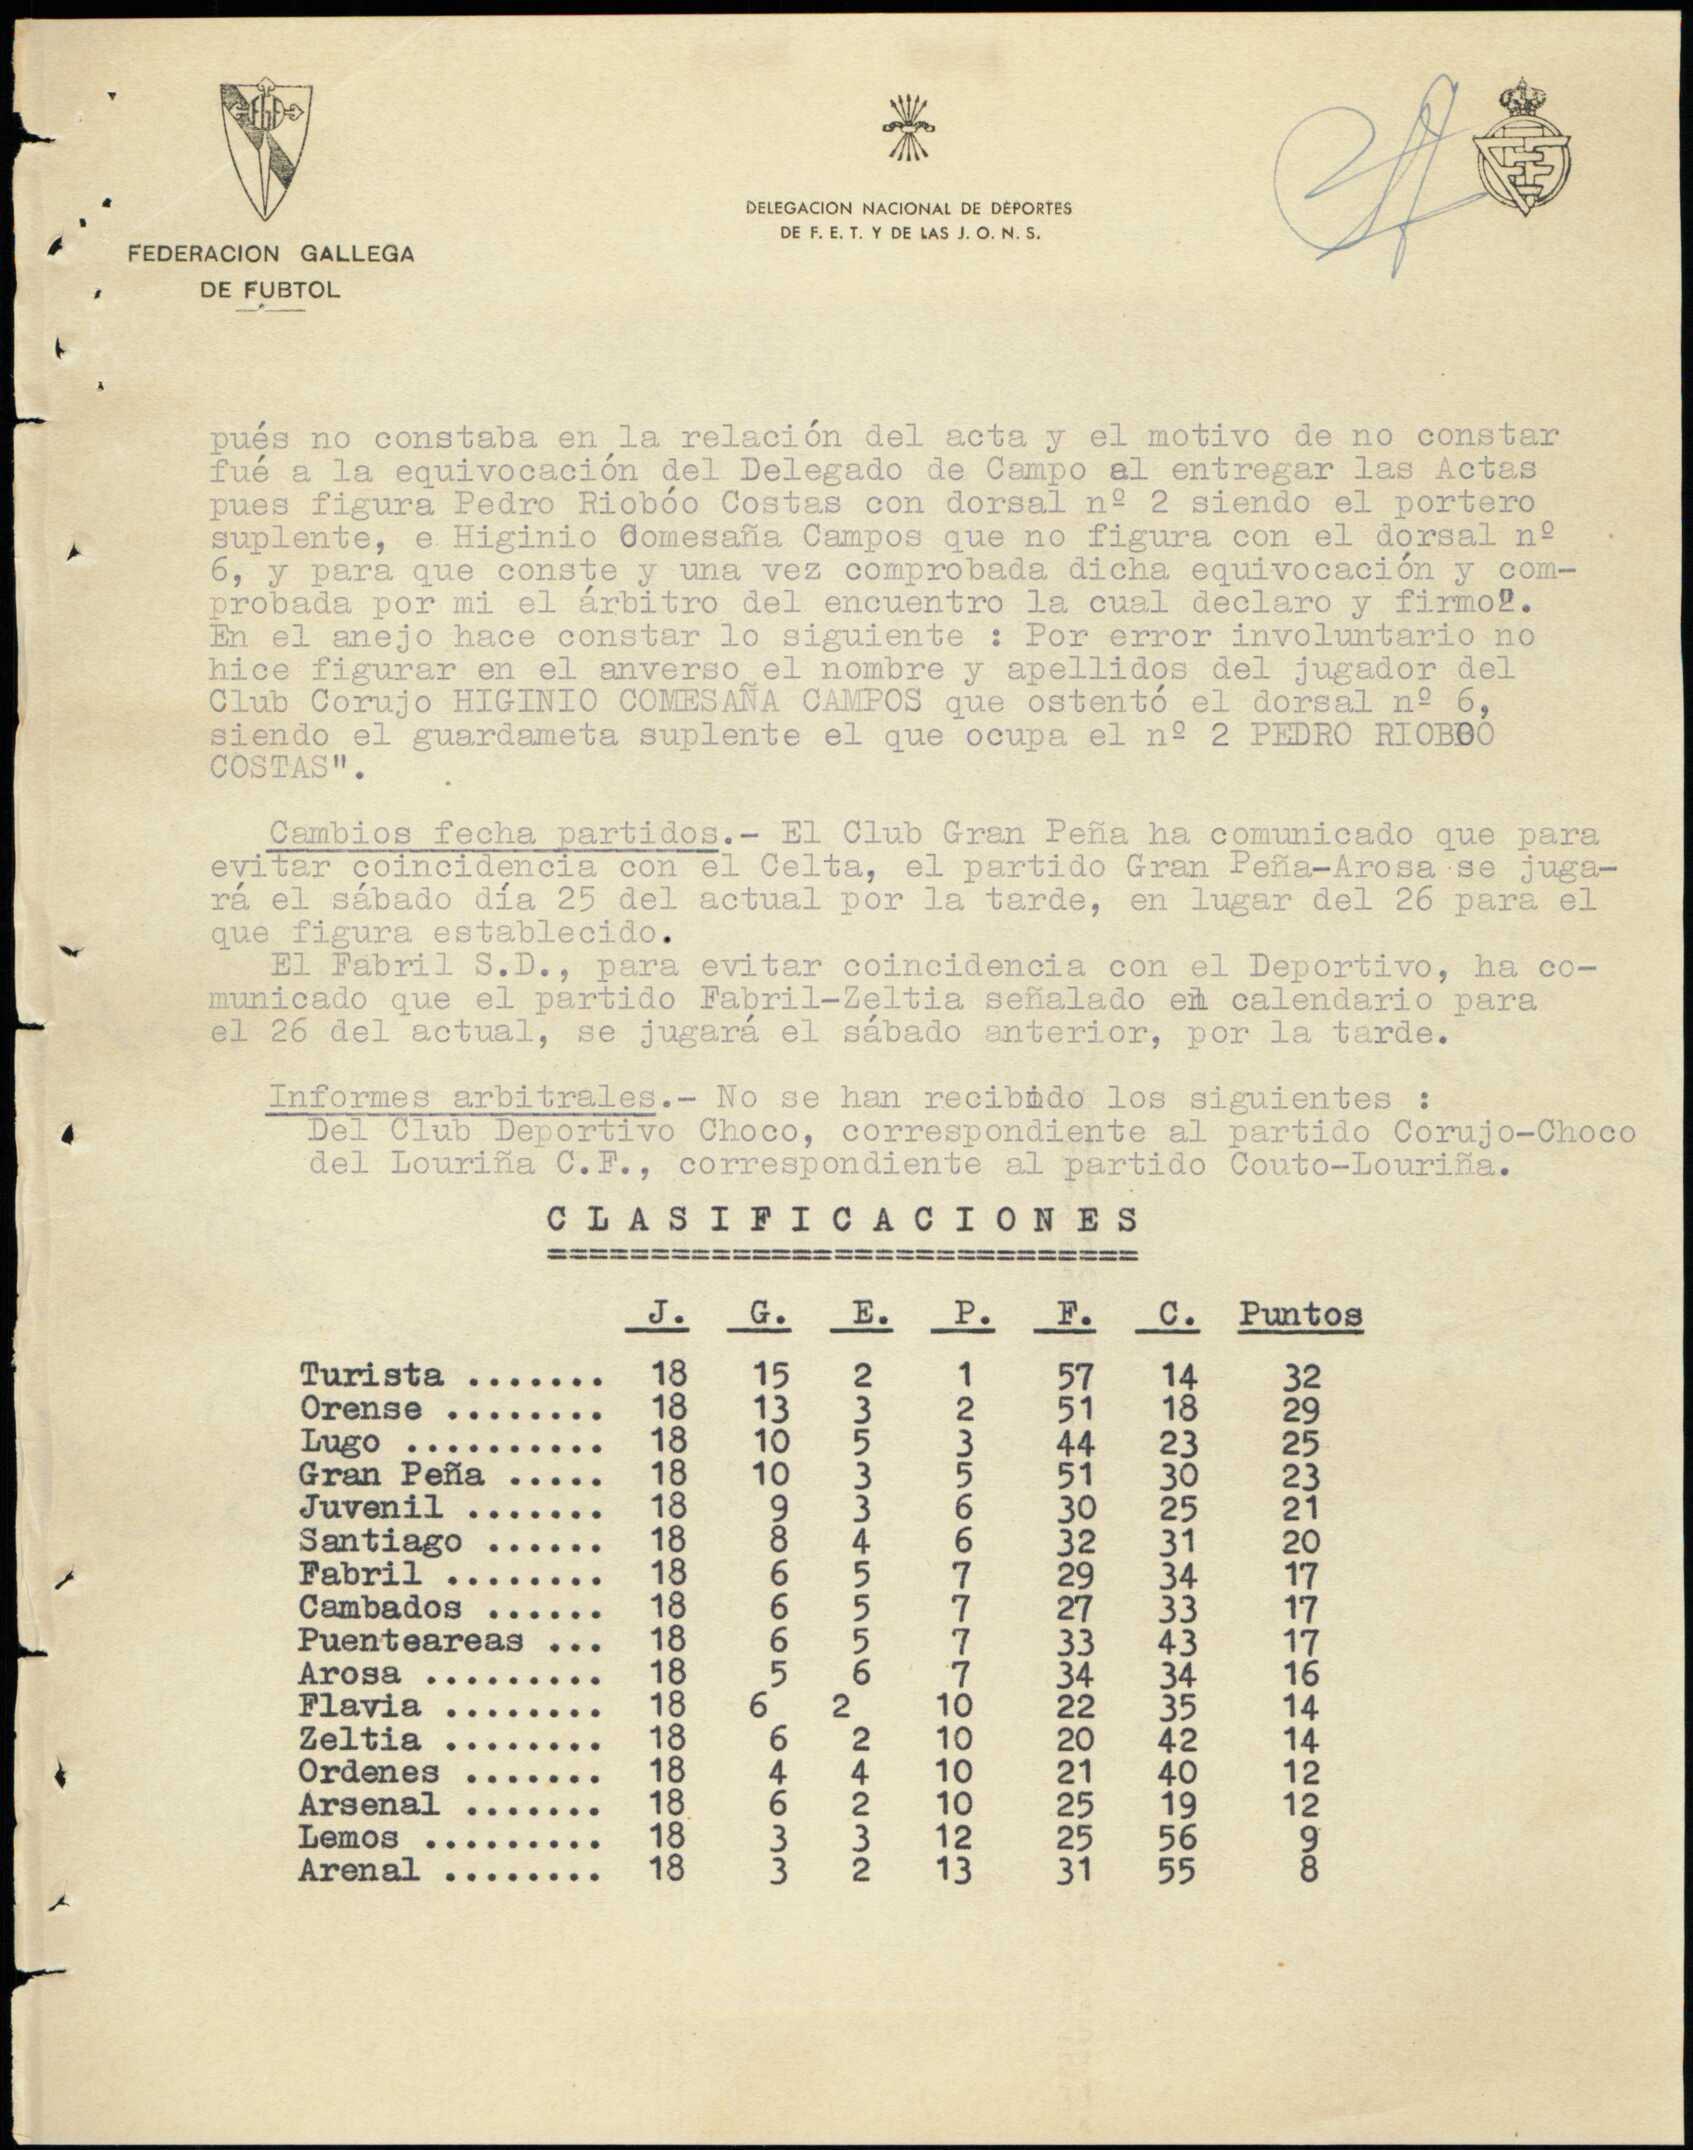 FEDERACION GALLEGA
DE FUBTOL
DELEGACION NACIONAL DE DEPORTES
DE F. E. T. Y DE LAS J. O. N. S.
pués no constaba en la relación del acta y el motivo de no constar
fué a la equivocación del Delegado de Campo al entregar las Actas
pues figura Pedro Riobóo Costas con dorsal nº 2 siendo el portero
suplente, e Higinio Comesaña Campos que no figura con el dorsal nº
6, y para que conste y una vez comprobada dicha equivocación y com-
probada por mi el árbitro del encuentro la cual declaro y firmo".
En el anejo hace constar lo siguiente : Por error involuntario no
hice figurar en el anverso el nombre y apellidos del jugador del
Club Corujo HIGINIO COMESAÑA CAMPOS que ostentó el dorsal nº 6,
siendo el guardameta suplente el que ocupa el nº 2 PEDRO RIOBOO
COSTAS".
Cambios fecha partidos.- El Club Gran Peña ha comunicado que para
evitar coincidencia con el Celta, el partido Gran Peña-Arosa se juga-
rá el sábado día 25 del actual por la tarde, en lugar del 26 para el
que figura establecido.
El Fabril S.D., para evitar coincidencia con el Deportivo, ha co-
municado que el partido Fabril-Zeltia señalado en calendario para
el 26 del actual, se jugará el sábado anterior, por la tarde.
Informes arbitrales.- No se han recibido los siguientes :
Del Club Deportivo Choco, correspondiente al partido Corujo-Choco
del Louriña C.F., correspondiente al partido Couto-Louriña.
C L A S I F I C A C I O N E S
=============================
J. G. E. P. F. C. Puntos
Turista ....... 18 15 2 1 57 14 32
Orense ........ 18 13 3 2 51 18 29
Lugo .......... 18 10 5 3 44 23 25
Gran Peña ..... 18 10 3 5 51 30 23
Juvenil ....... 18 9 3 6 30 25 21
Santiago ...... 18 8 4 6 32 31 20
Fabril ........ 18 6 5 7 29 34 17
Cambados ...... 18 6 5 7 27 33 17
Puenteareas ... 18 6 5 7 33 43 17
Arosa ......... 18 5 6 7 34 34 16
Flavia ........ 18 6 2 10 22 35 14
Zeltia ........ 18 6 2 10 20 42 14
Ordenes ....... 18 4 4 10 21 40 12
Arsenal ....... 18 6 2 10 25 19 12
Lemos ......... 18 3 3 12 25 56 9
Arenal ........ 18 3 2 13 31 55 8